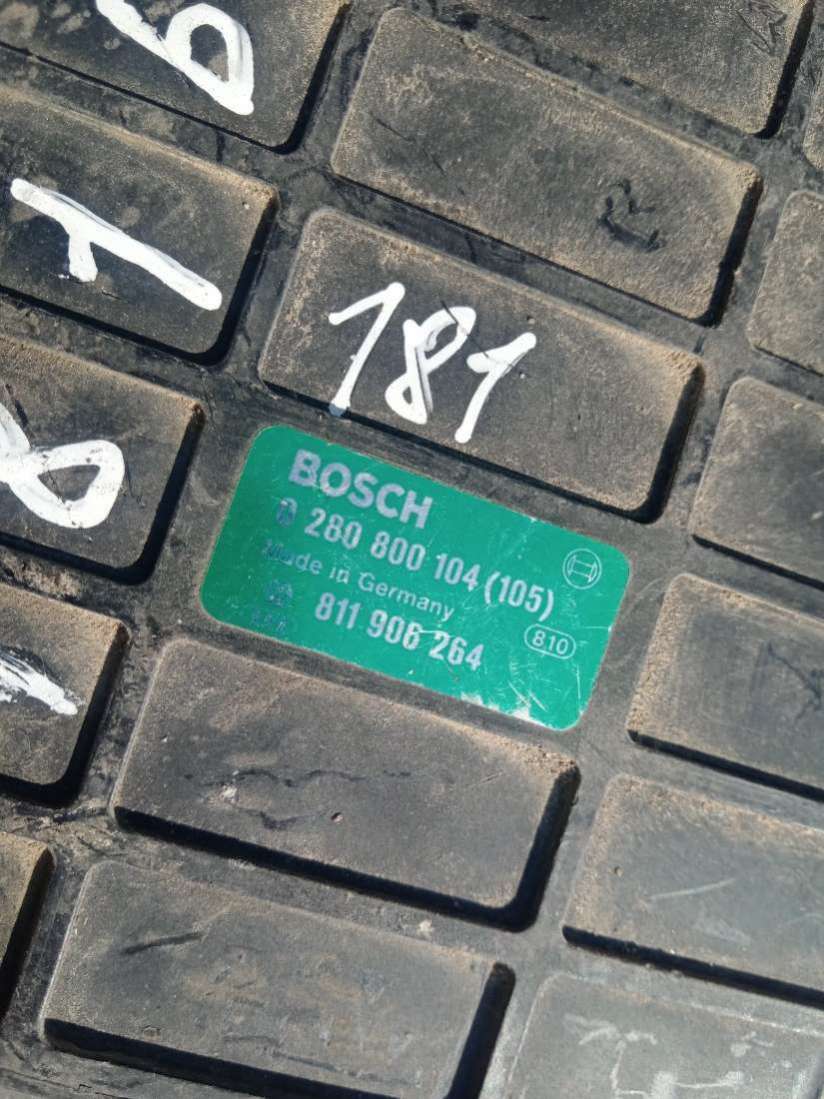 181
BOSCH
0 280 800 104 (105)
Made in Germany
811 906 264
810